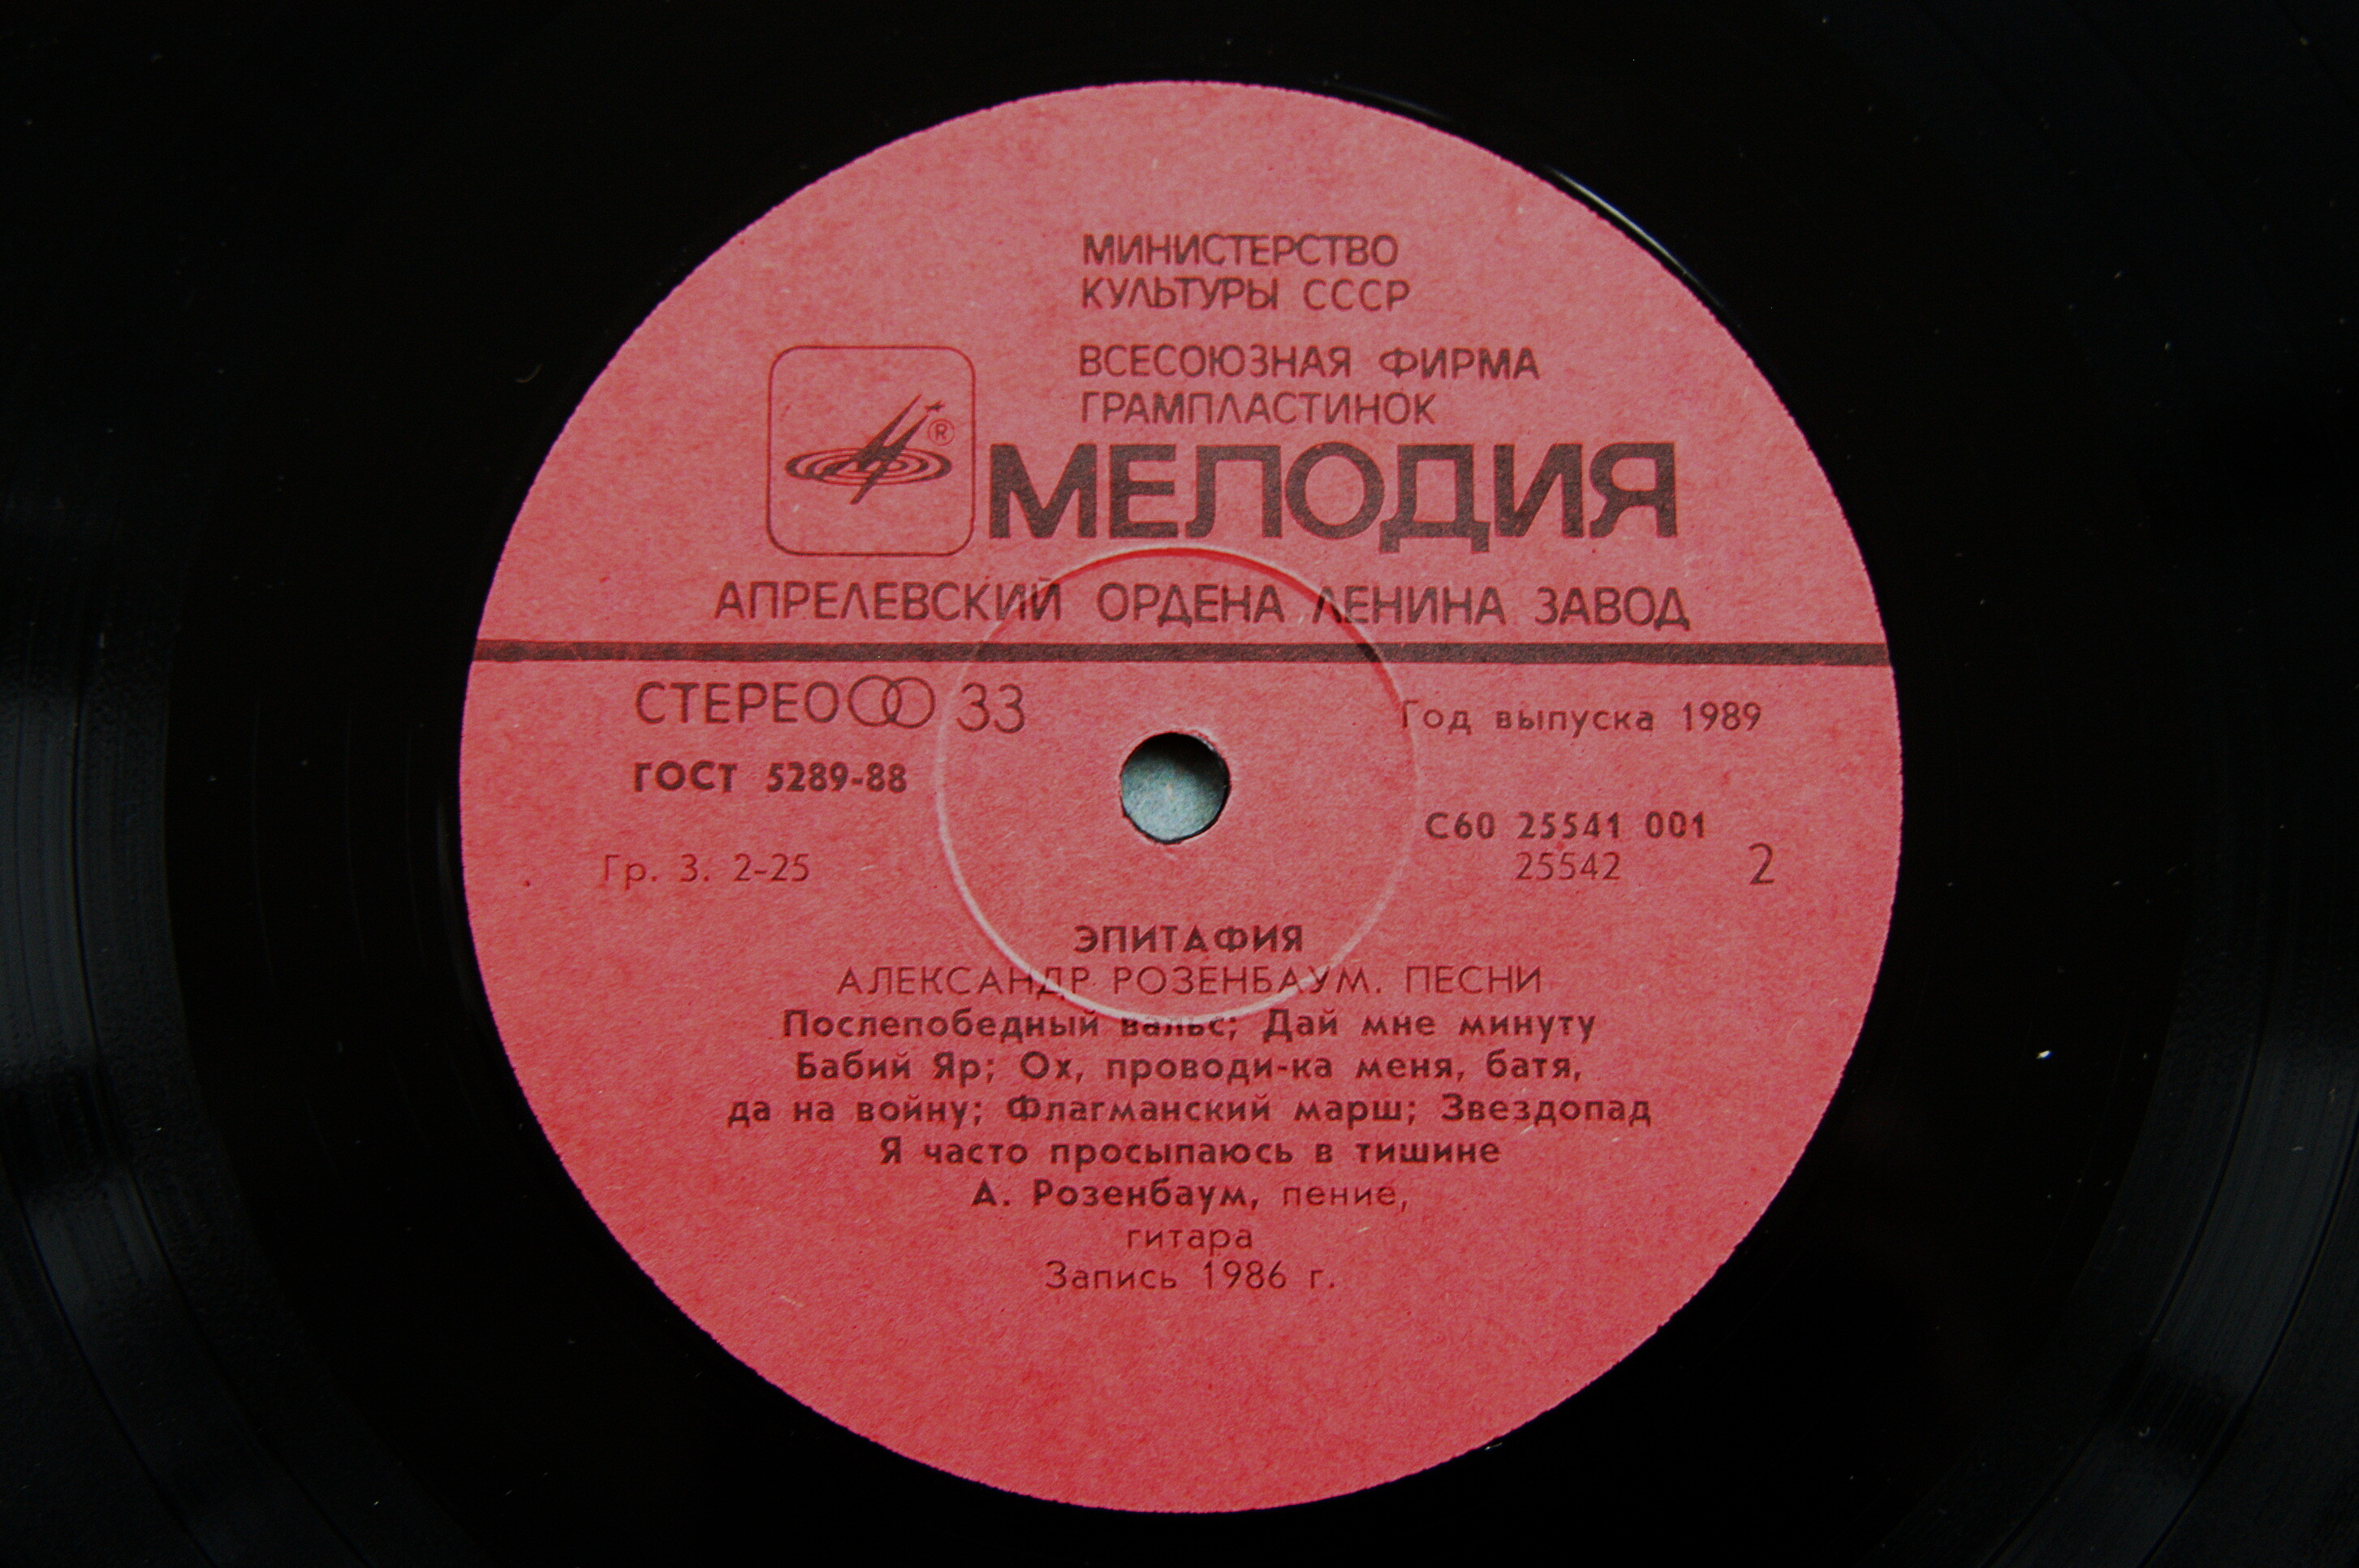 МИНИСТЕРСТВО
КУЛЬТУРЫ СССР
ВСЕСОЮЗНАЯ ФИРМА
ГРАМПЛАСТИНОК
®
МЕЛОДИЯ
АПРЕЛЕВСКИЙ ОРДЕНА ЛЕНИНА ЗАВОД
СТЕРЕО 33
Год выпуска 1989
ГОСТ 5289-88
С60 25541 001
Гр. 3. 2-25
25542
2
ЭПИТАФИЯ
АЛЕКСАНДР РОЗЕНБАУМ. ПЕСНИ
Послепобедный вальс; Дай мне минуту
Бабий Яр; Ох, проводи-ка меня, батя,
да на войну; Флагманский марш; Звездопад
Я часто просыпаюсь в тишине
А. Розенбаум, пение,
гитара
Запись 1986 г.